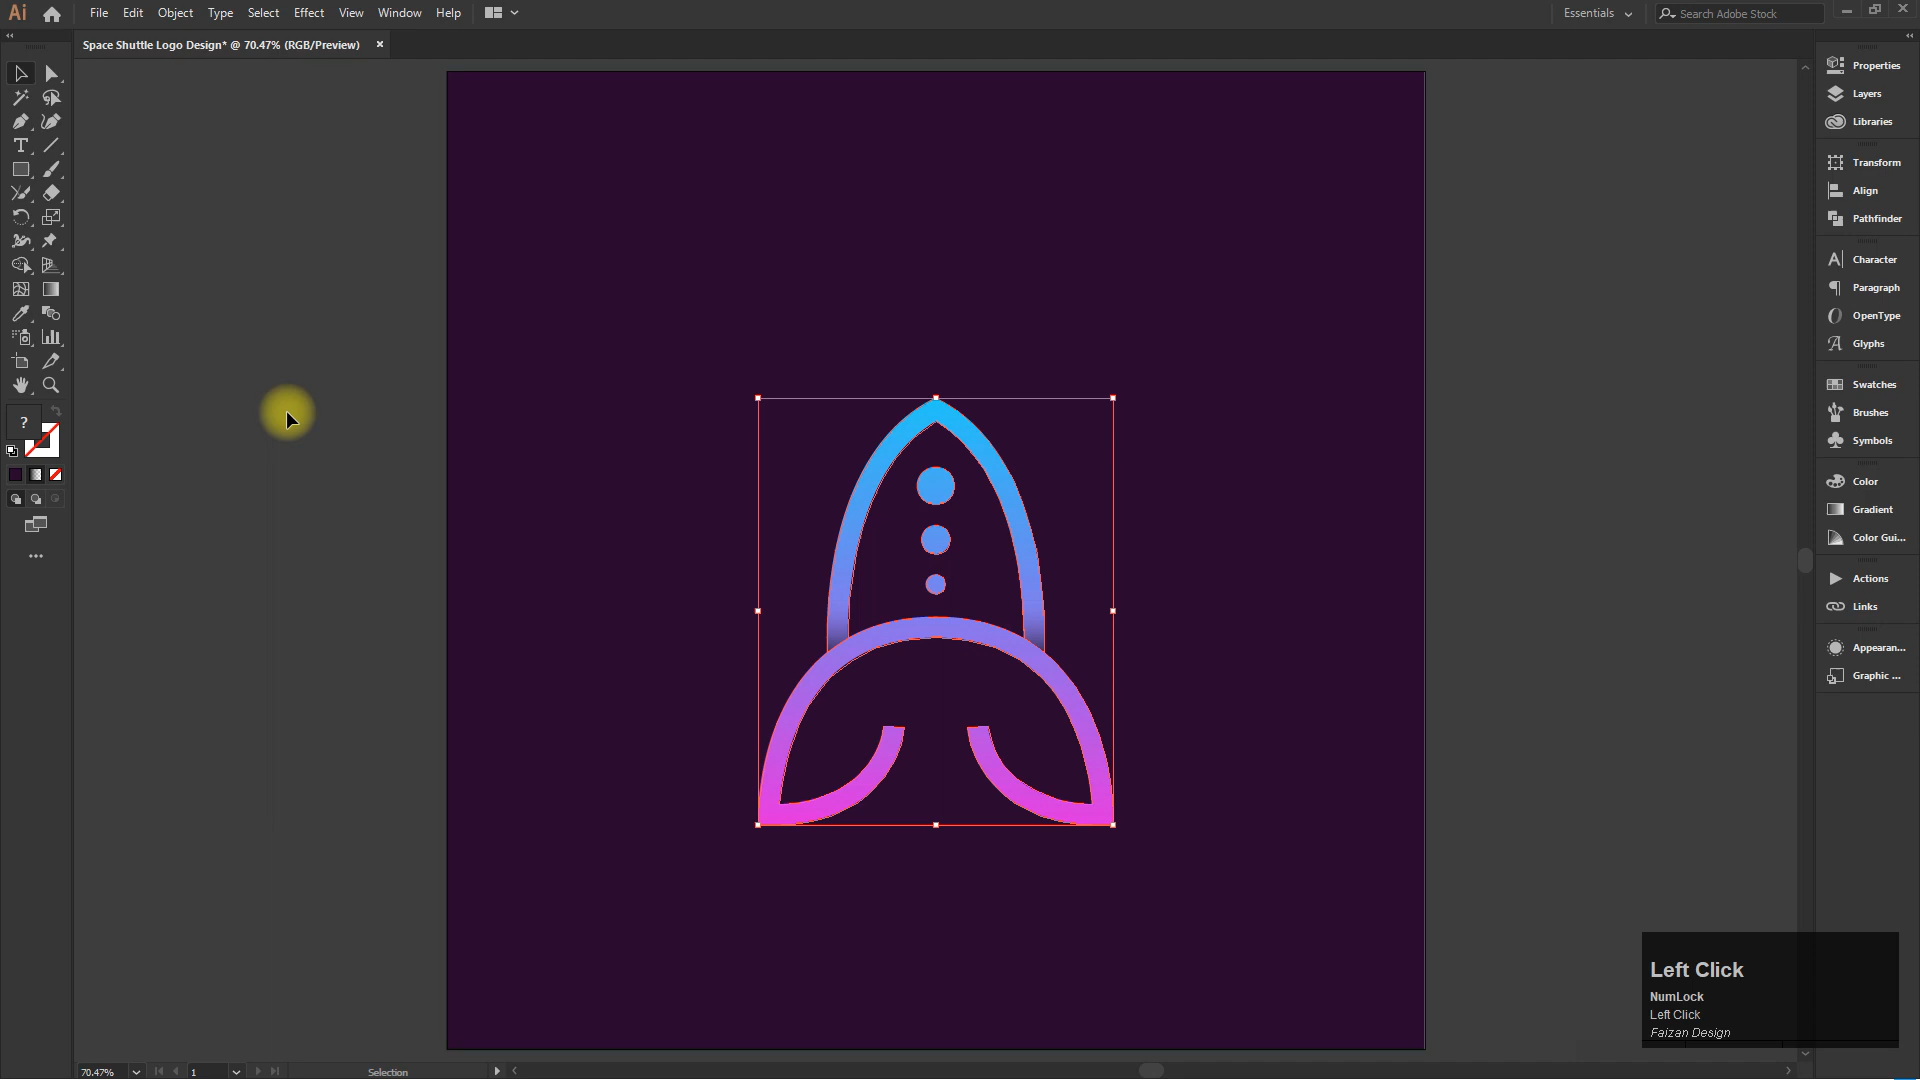 Ai
File Edit Object Type Select Effect View Window Help
Essentials
Search Adobe Stock
Space Shuttle Logo Design* @ 70.47% (RGB/Preview)
Properties
Layers
Libraries
Transform
Align
Pathfinder
Character
Paragraph
OpenType
Glyphs
Swatches
Brushes
Symbols
Color
Gradient
Color Gui...
Actions
Links
Appearan...
Graphic ...
?
Left Click
NumLock
Left Click
Faizan Design
70.47% 1 Selection